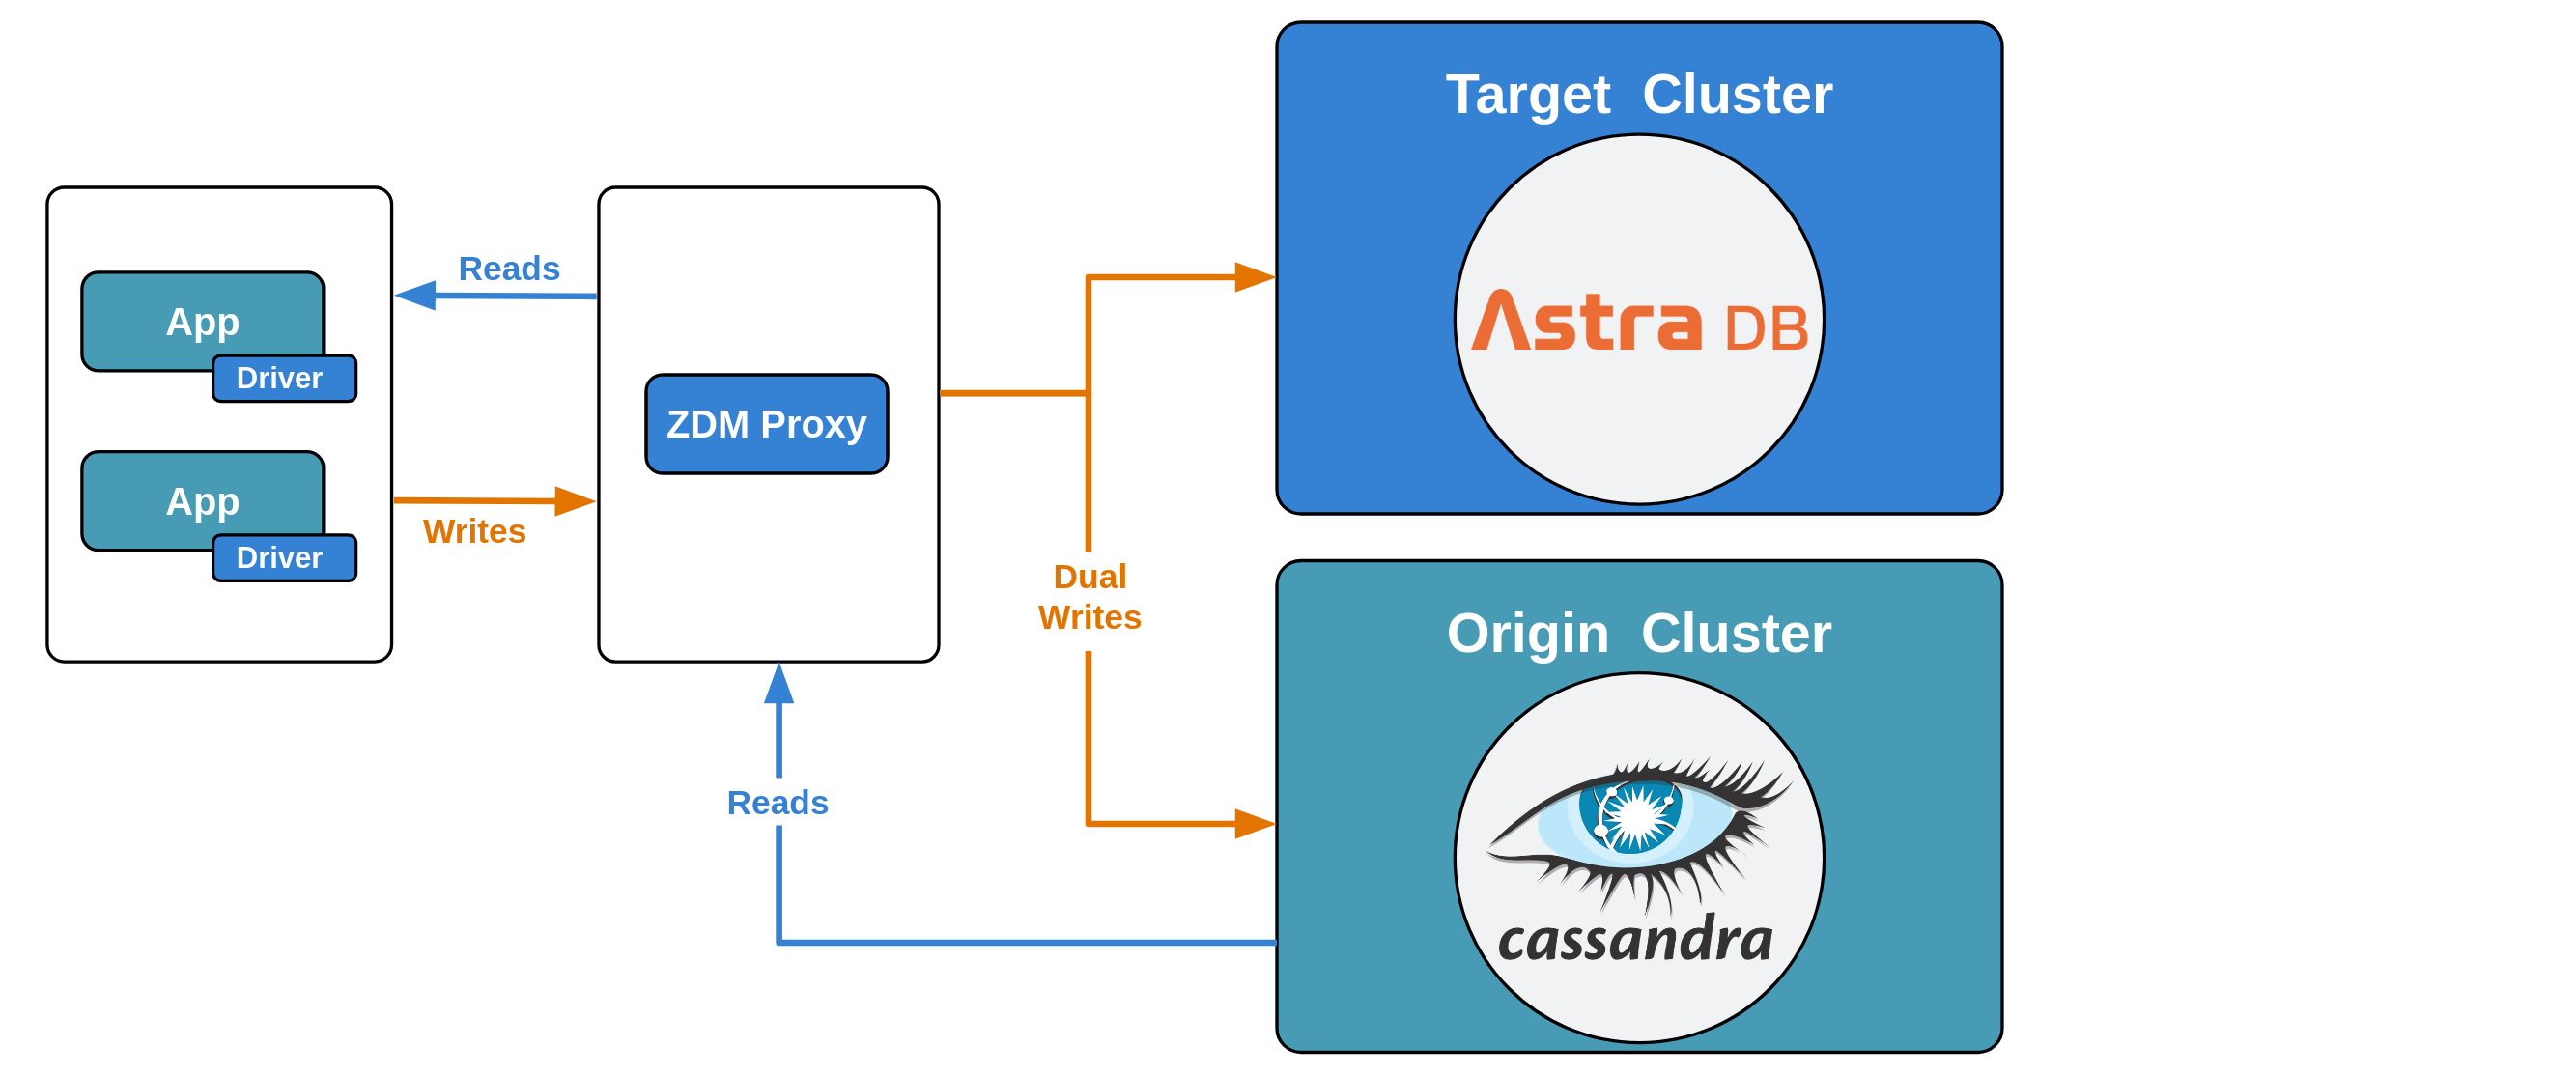 App
Driver
App
Driver
Reads
Writes
ZDM Proxy
Reads
Dual
Writes
Target Cluster
Astra DB
Origin Cluster
cassandra